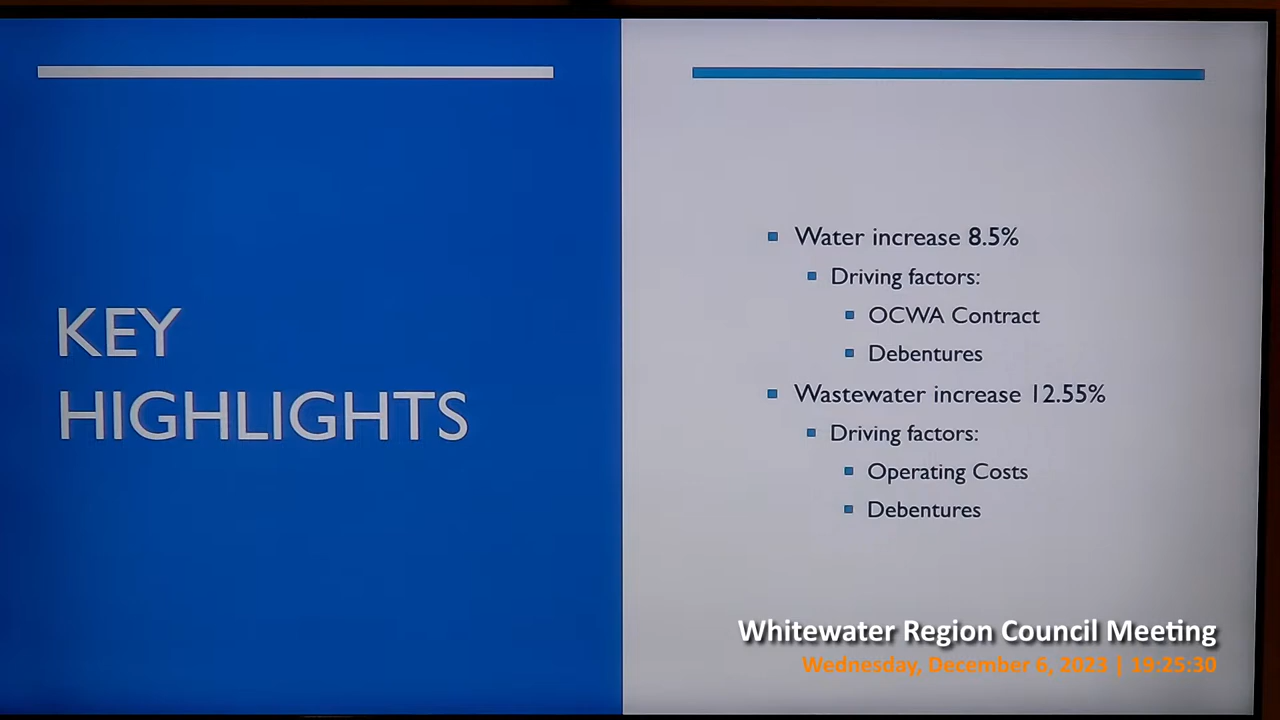 KEY
HIGHLIGHTS
Water increase 8.5%
Driving factors:
OCWA Contract
Debentures
Wastewater increase 12.55%
Driving factors:
Operating Costs
Debentures
Whitewater Region Council Meeting
Wednesday, December 6, 2023 | 19:25:30